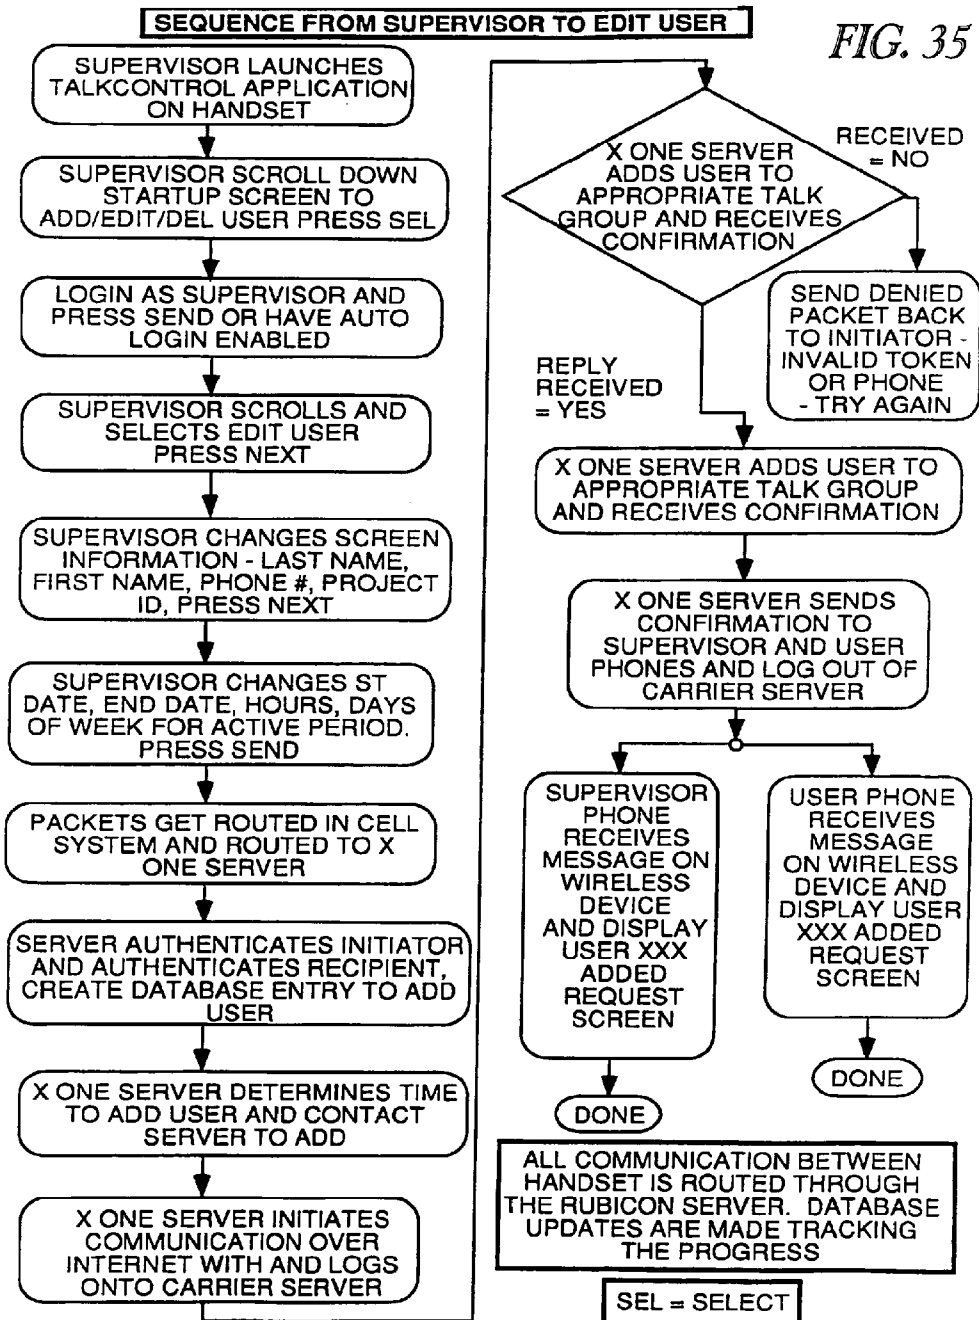 SEQUENCE FROM SUPERVISOR TO EDIT USER
FIG. 35
SUPERVISOR LAUNCHES
TALKCONTROL APPLICATION
ON HANDSET
SUPERVISOR SCROLL DOWN
STARTUP SCREEN TO
ADD/EDIT/DEL USER PRESS SEL
LOGIN AS SUPERVISOR AND
PRESS SEND OR HAVE AUTO
LOGIN ENABLED
SUPERVISOR SCROLLS AND
SELECTS EDIT USER
PRESS NEXT
SUPERVISOR CHANGES SCREEN
INFORMATION - LAST NAME,
FIRST NAME, PHONE #, PROJECT
ID, PRESS NEXT
SUPERVISOR CHANGES ST
DATE, END DATE, HOURS, DAYS
OF WEEK FOR ACTIVE PERIOD.
PRESS SEND
PACKETS GET ROUTED IN CELL
SYSTEM AND ROUTED TO X
ONE SERVER
SERVER AUTHENTICATES INITIATOR
AND AUTHENTICATES RECIPIENT,
CREATE DATABASE ENTRY TO ADD
USER
X ONE SERVER DETERMINES TIME
TO ADD USER AND CONTACT
SERVER TO ADD
X ONE SERVER INITIATES
COMMUNICATION OVER
INTERNET WITH AND LOGS
ONTO CARRIER SERVER
X ONE SERVER
ADDS USER TO
APPROPRIATE TALK
GROUP AND RECEIVES
CONFIRMATION
RECEIVED
= NO
SEND DENIED
PACKET BACK
TO INITIATOR -
INVALID TOKEN
OR PHONE
- TRY AGAIN
REPLY
RECEIVED
= YES
X ONE SERVER ADDS USER TO
APPROPRIATE TALK GROUP
AND RECEIVES CONFIRMATION
X ONE SERVER SENDS
CONFIRMATION TO
SUPERVISOR AND USER
PHONES AND LOG OUT OF
CARRIER SERVER
SUPERVISOR
PHONE
RECEIVES
MESSAGE ON
WIRELESS
DEVICE
AND DISPLAY
USER XXX
ADDED
REQUEST
SCREEN
DONE
USER PHONE
RECEIVES
MESSAGE
ON WIRELESS
DEVICE AND
DISPLAY USER
XXX ADDED
REQUEST
SCREEN
DONE
ALL COMMUNICATION BETWEEN
HANDSET IS ROUTED THROUGH
THE RUBICON SERVER. DATABASE
UPDATES ARE MADE TRACKING
THE PROGRESS
SEL = SELECT